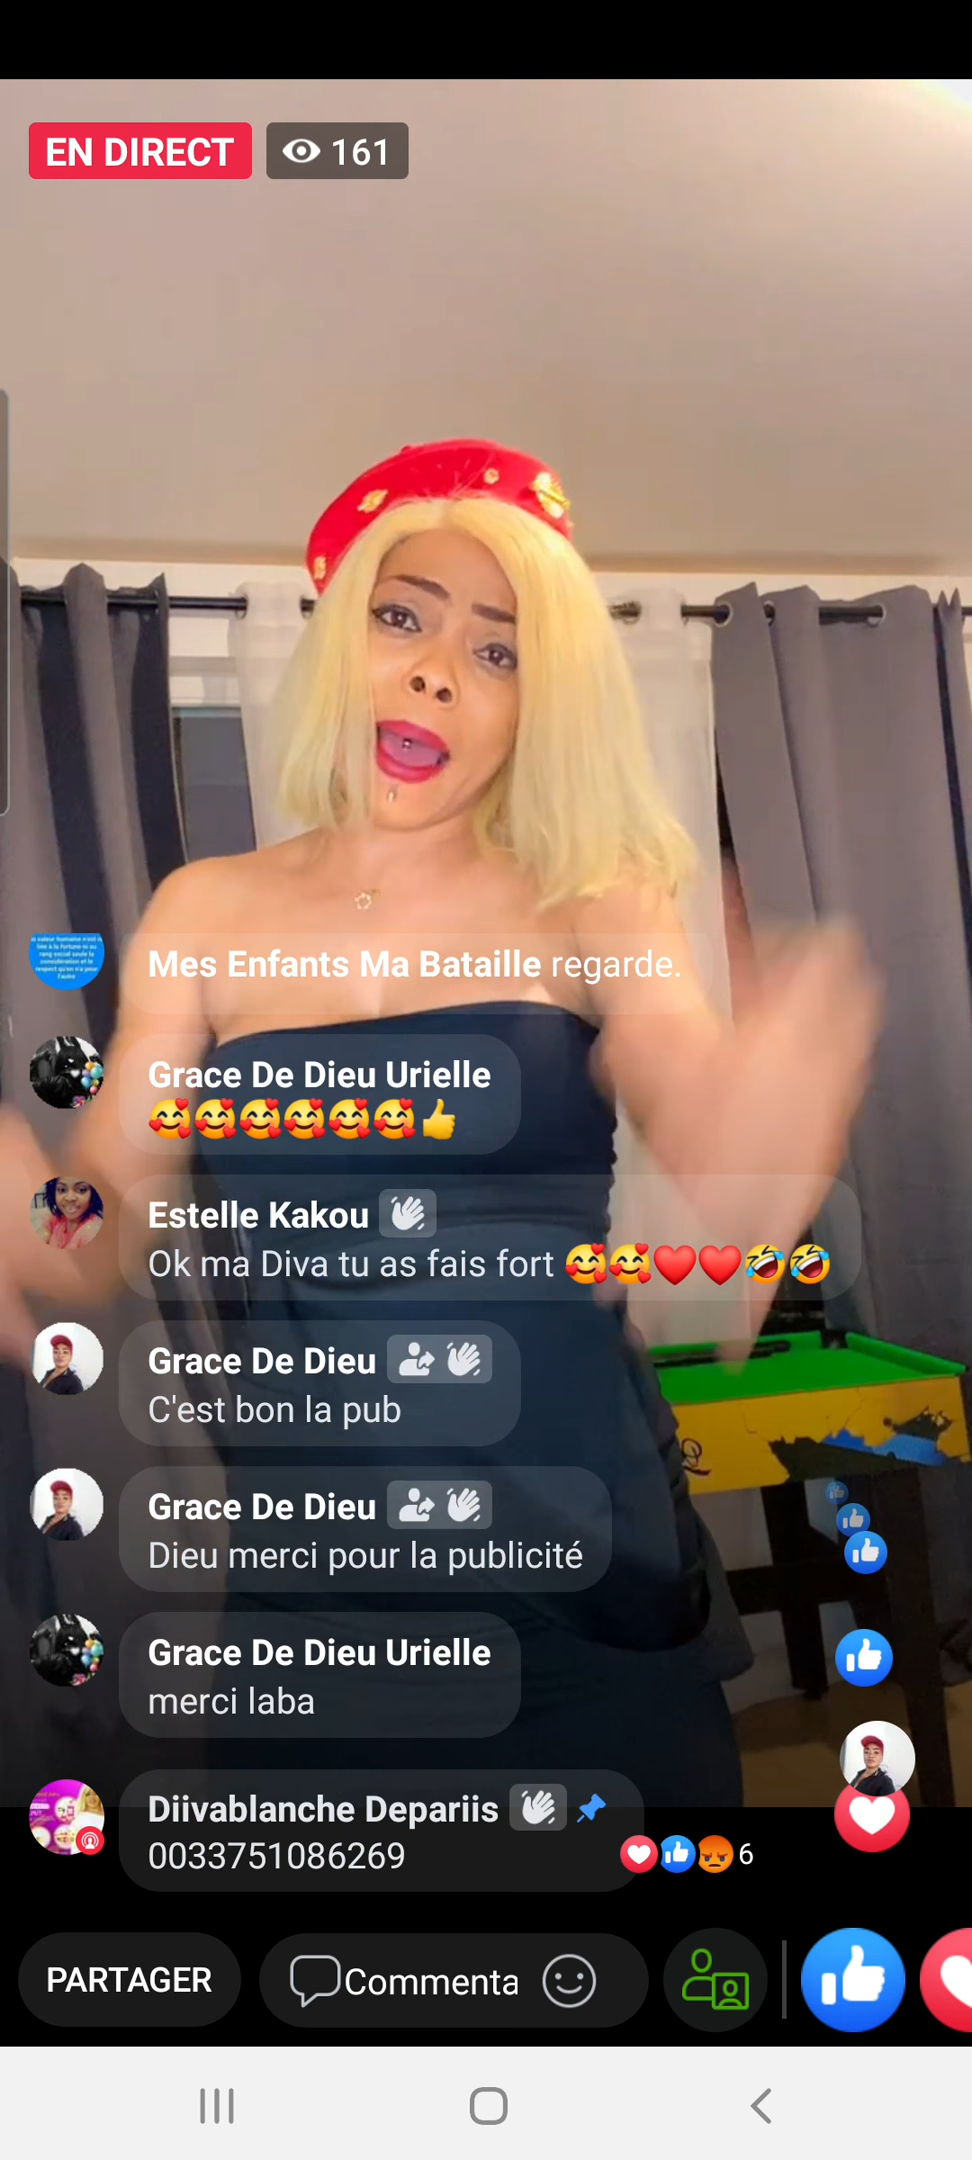 EN DIRECT 161
Mes Enfants Ma Bataille regarde.
Grace De Dieu Urielle
🥰🥰🥰🥰🥰🥰👍
Estelle Kakou
Ok ma Diva tu as fais fort 🥰🥰❤️❤️🤣🤣
Grace De Dieu
C'est bon la pub
Grace De Dieu
Dieu merci pour la publicité
Grace De Dieu Urielle
merci laba
Diivablanche Depariis
0033751086269
6
PARTAGER
Commenta